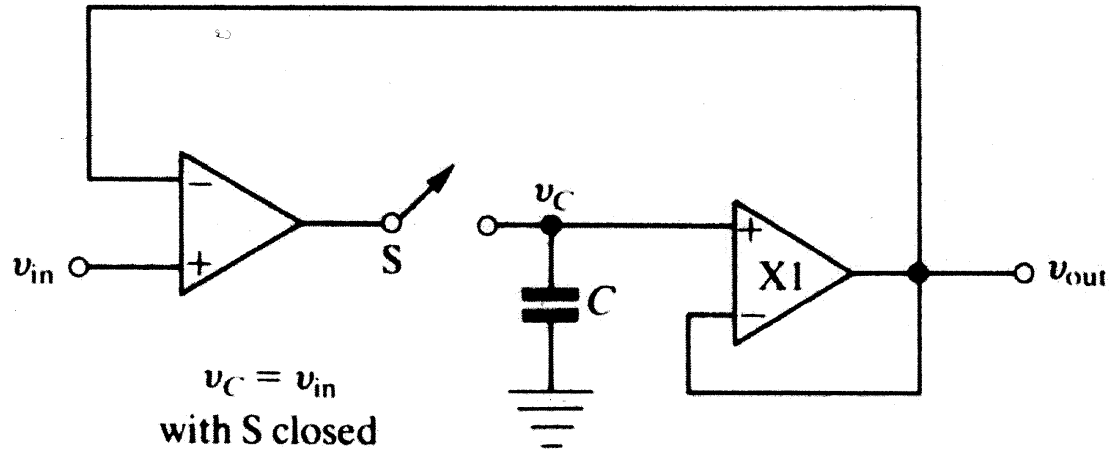 −
+
v_in
S
v_C
C
+
X1
−
v_out
v_C = v_in
with S closed